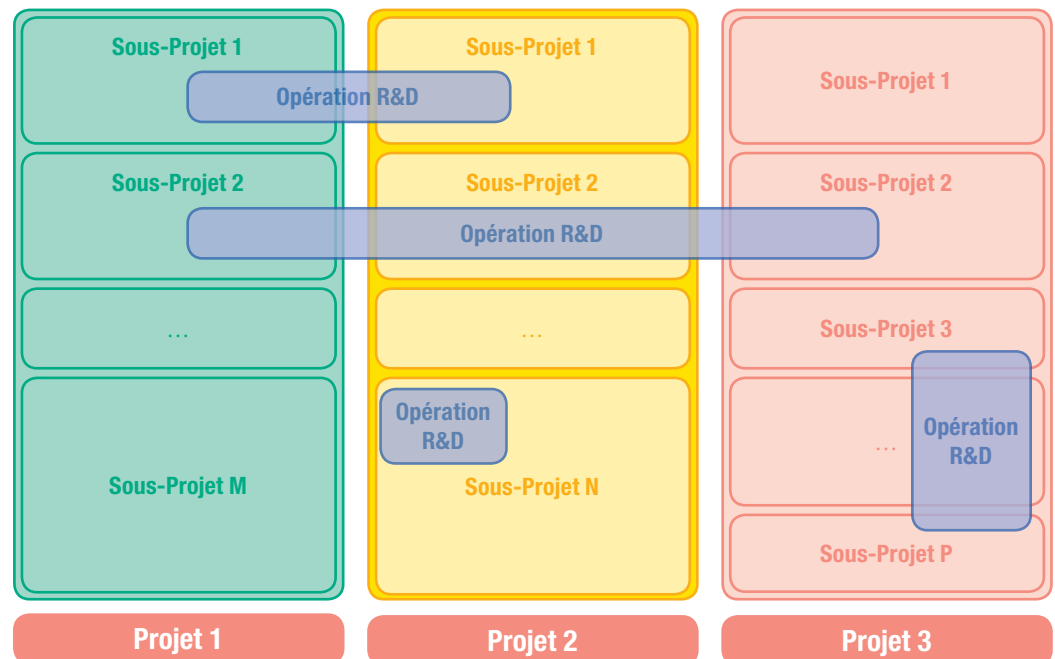 Sous-Projet 1
Sous-Projet 1
Sous-Projet 1
Opération R&D
Sous-Projet 2
Sous-Projet 2
Sous-Projet 2
Opération R&D
...
...
Sous-Projet 3
Opération
R&D
...
Opération
R&D
Sous-Projet M
Sous-Projet N
Sous-Projet P
Projet 1
Projet 2
Projet 3